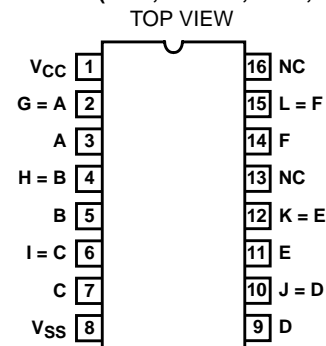 TOP VIEW
VCC 1 16 NC
G = A 2 15 L = F
A 3 14 F
H = B 4 13 NC
B 5 12 K = E
I = C 6 11 E
C 7 10 J = D
VSS 8 9 D